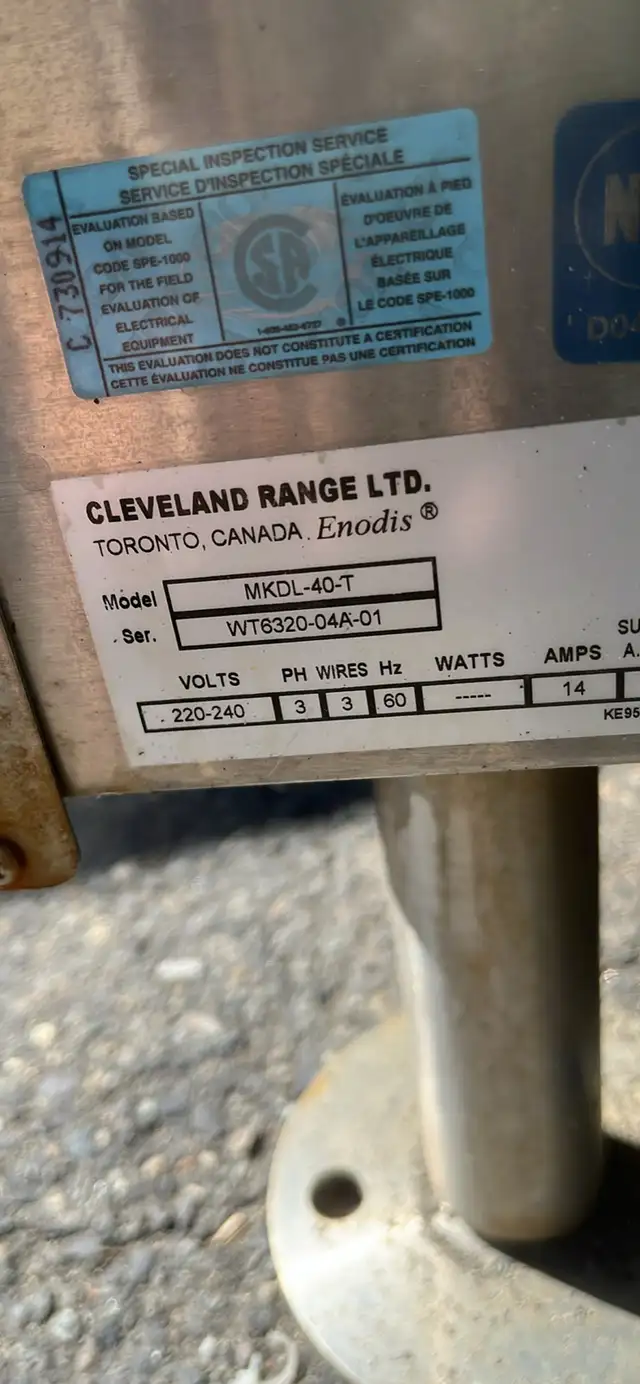 SPECIAL INSPECTION SERVICE
SERVICE D'INSPECTION SPÉCIALE
C 730914
EVALUATION BASED
ON MODEL
CODE SPE-1000
FOR THE FIELD
EVALUATION OF
ELECTRICAL
EQUIPMENT
ÉVALUATION À PIED
D'OEUVRE DE
L'APPAREILLAGE
ÉLECTRIQUE
BASÉE SUR
LE CODE SPE-1000
THIS EVALUATION DOES NOT CONSTITUTE A CERTIFICATION
CETTE ÉVALUATION NE CONSTITUE PAS UNE CERTIFICATION
N
CLEVELAND RANGE LTD.
TORONTO, CANADA. Enodis ®
Model MKDL-40-T
Ser. WT6320-04A-01
VOLTS PH WIRES Hz WATTS AMPS SU
A.
220-240 3 3 60 ----- 14
KE95